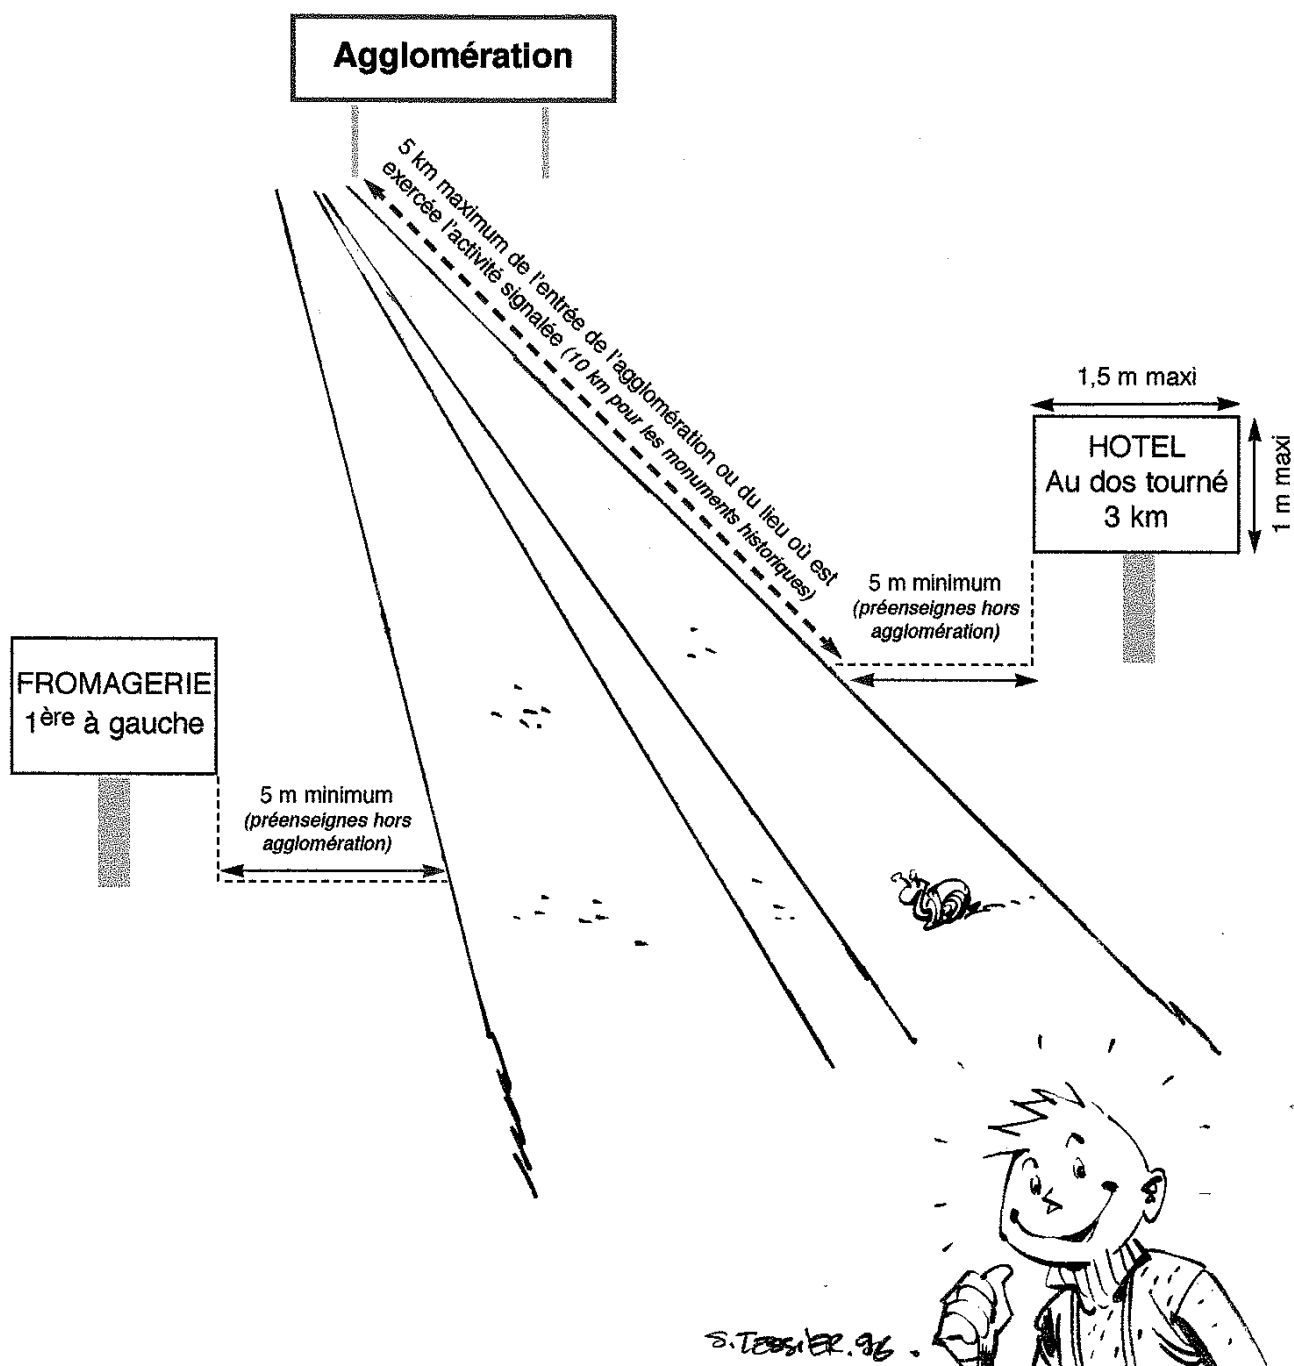 Agglomération
5 km maximum de l'entrée de l'agglomération ou du lieu où est
exercée l'activité signalée (10 km pour les monuments historiques)
1,5 m maxi
HOTEL
Au dos tourné
3 km
1 m maxi
5 m minimum
(préenseignes hors
agglomération)
FROMAGERIE
1ère à gauche
5 m minimum
(préenseignes hors
agglomération)
S. TESSIER. 96.